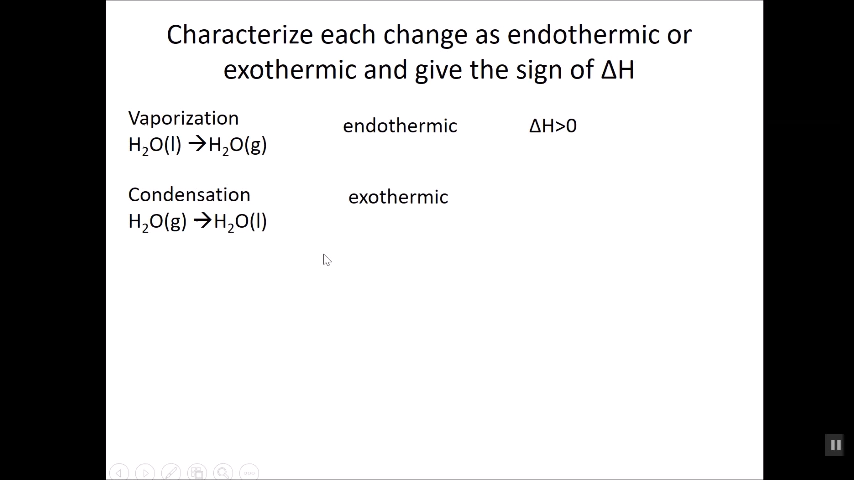 Characterize each change as endothermic or
exothermic and give the sign of ΔH
Vaporization
H₂O(l) →H₂O(g)
endothermic
ΔH>0
Condensation
H₂O(g) →H₂O(l)
exothermic